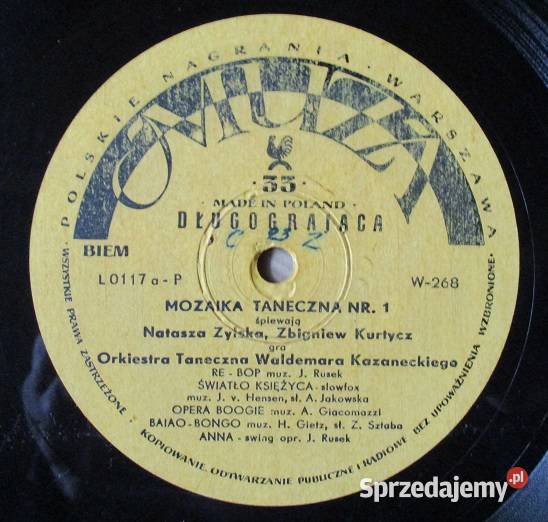 POLSKIE NAGRANIA · WARSZAWA
MUZA
33
MADE IN POLAND
DŁUGOGRAJĄCA
C 23 Z
BIEM
L 0117 a-P
W-268
MOZAIKA TANECZNA NR. 1
śpiewają
Natasza Zylska, Zbigniew Kurtycz
gra
Orkiestra Taneczna Waldemara Kazaneckiego
RE-BOP muz. J. Rusek
ŚWIATŁO KSIĘŻYCA-slowfox
muz. J. v. Hensen, sł. A. Jakowska
OPERA BOOGIE muz. A. Giacomazzi
BAIAO-BONGO muz. H. Gietz, sł. Z. Sztaba
ANNA-swing opr. J. Rusek
· WSZYSTKIE PRAWA ZASTRZEŻONE · KOPIOWANIE, ODTWARZANIE PUBLICZNE I RADIOWE BEZ UPOWAŻNIENIA WZBRONIONE ·
Sprzedajemy.pl